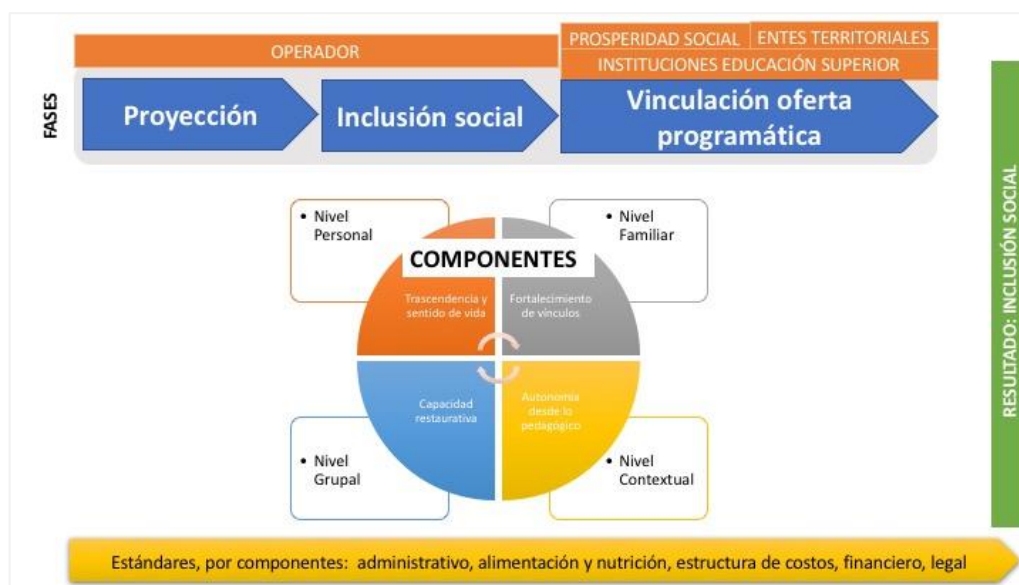 OPERADOR
PROSPERIDAD SOCIAL
ENTES TERRITORIALES
INSTITUCIONES EDUCACIÓN SUPERIOR
FASES
Proyección
Inclusión social
Vinculación oferta
programática
• Nivel
Personal
• Nivel
Familiar
COMPONENTES
Trascendencia y
sentido de vida
Fortalecimiento
de vínculos
Capacidad
restaurativa
Autonomía
desde lo
pedagógico
• Nivel
Grupal
• Nivel
Contextual
RESULTADO: INCLUSIÓN SOCIAL
Estándares, por componentes: administrativo, alimentación y nutrición, estructura de costos, financiero, legal